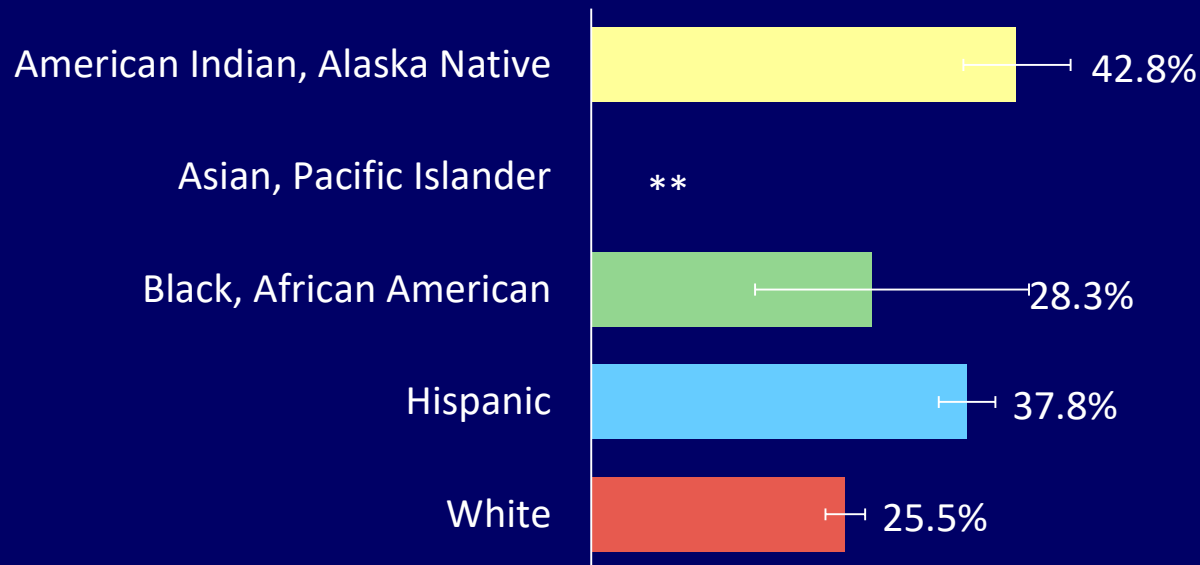 American Indian, Alaska Native 42.8%
Asian, Pacific Islander **
Black, African American 28.3%
Hispanic 37.8%
White 25.5%